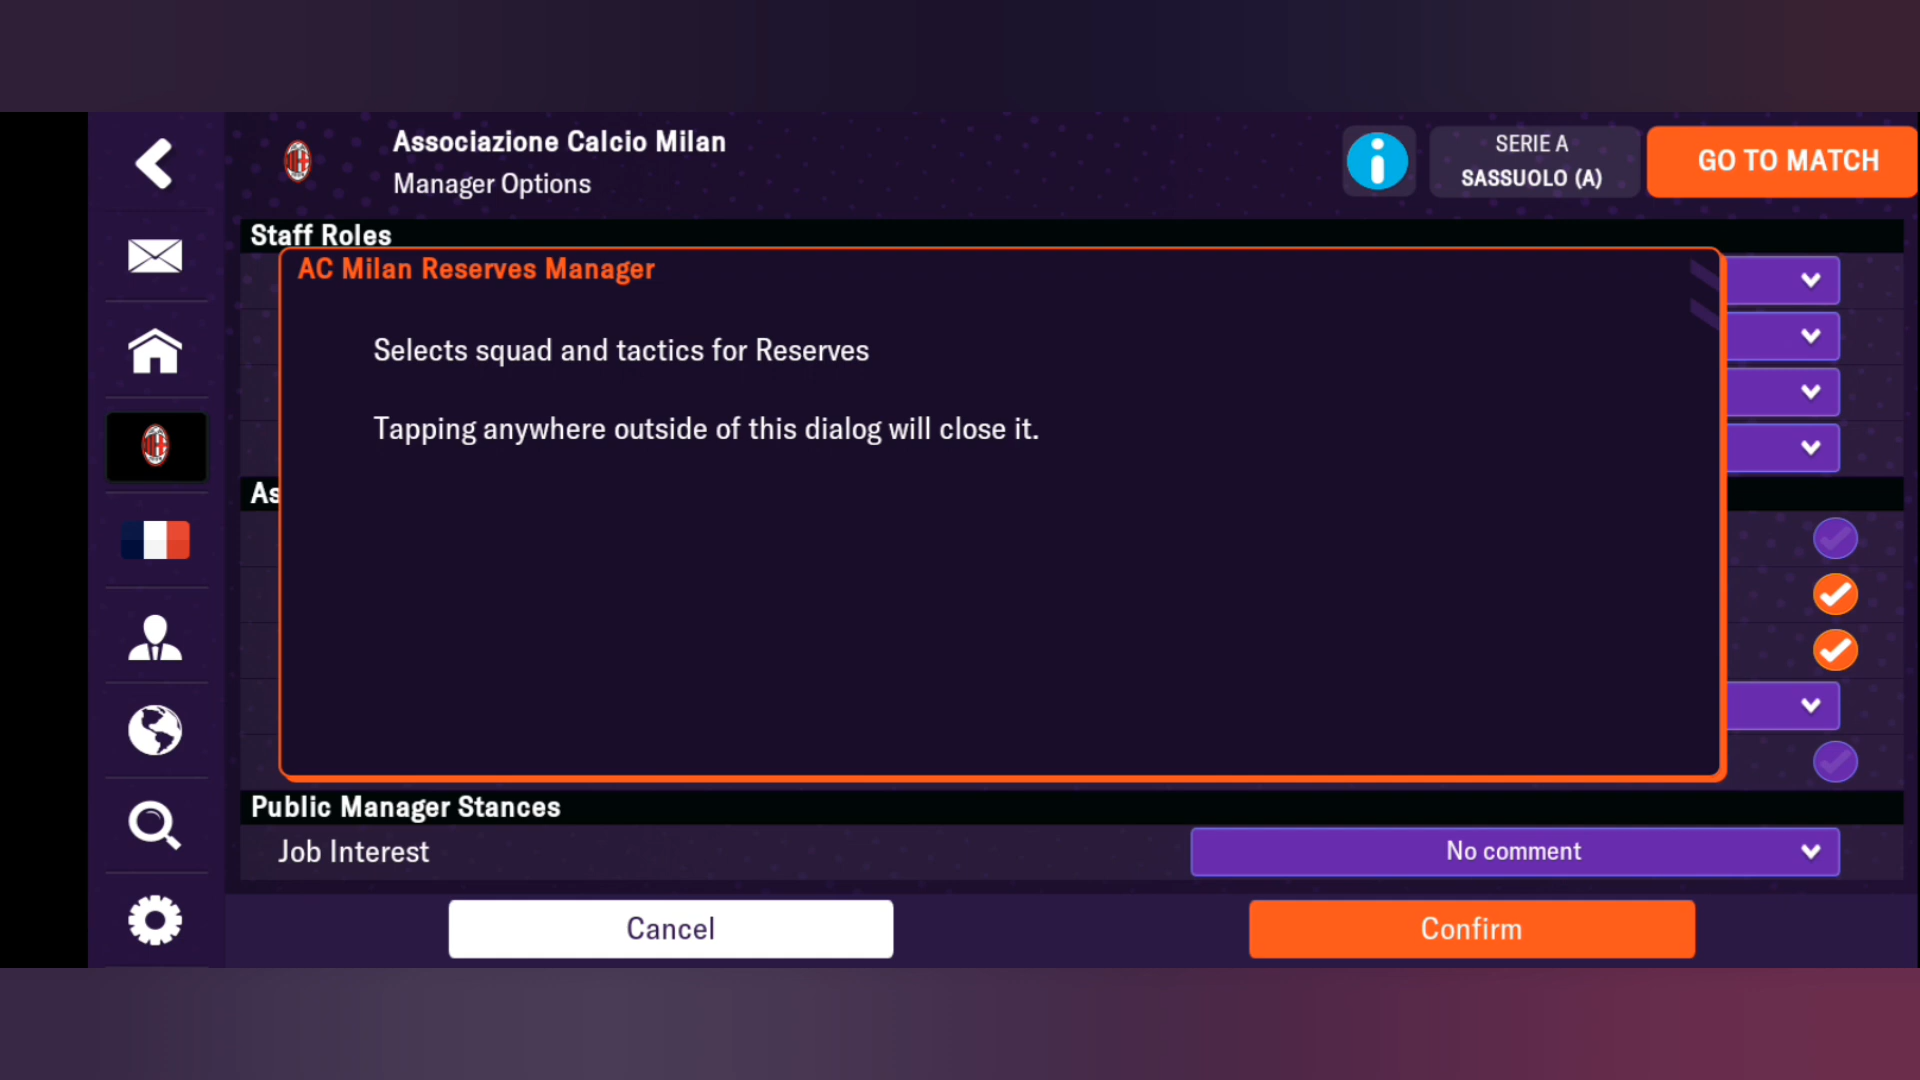 Associazione Calcio Milan
Manager Options
SERIE A
SASSUOLO (A)
GO TO MATCH
Staff Roles
AC Milan Reserves Manager
Selects squad and tactics for Reserves
Tapping anywhere outside of this dialog will close it.
As
Public Manager Stances
Job Interest
No comment
Cancel
Confirm